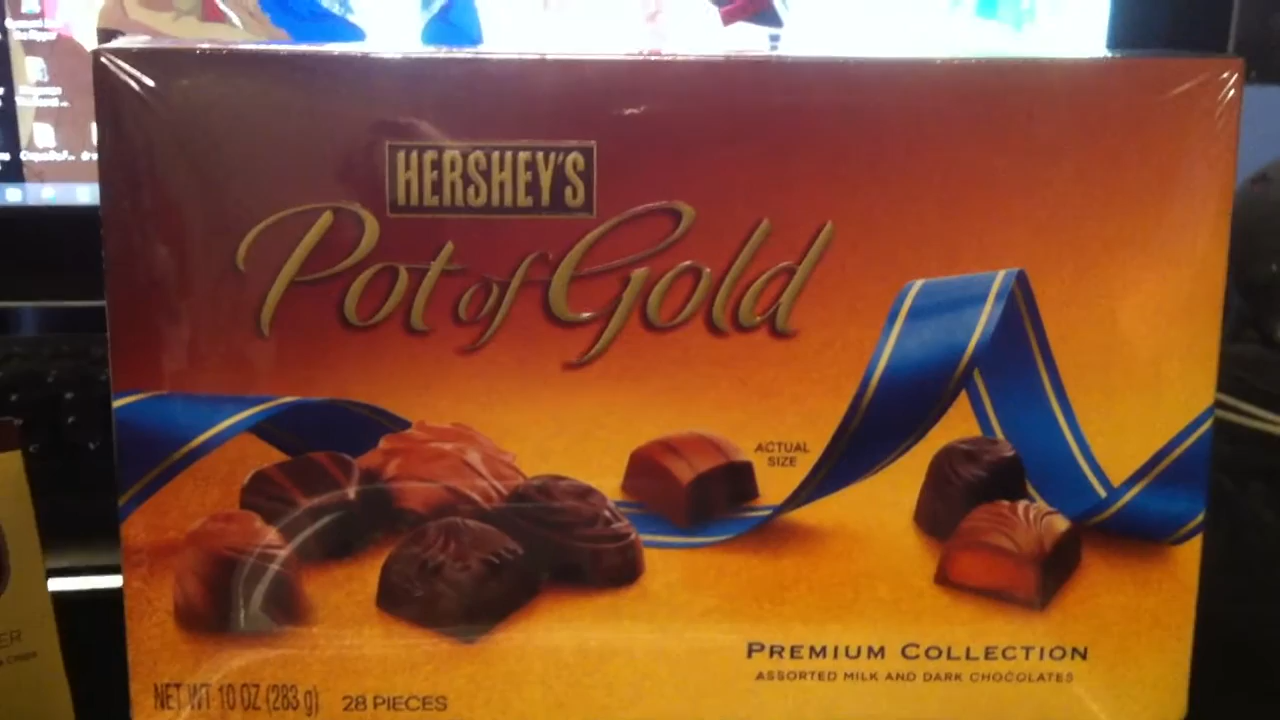 HERSHEY'S
Pot of Gold
ACTUAL
SIZE
PREMIUM COLLECTION
ASSORTED MILK AND DARK CHOCOLATES
NET WT 10 OZ (283 g) 28 PIECES
ER